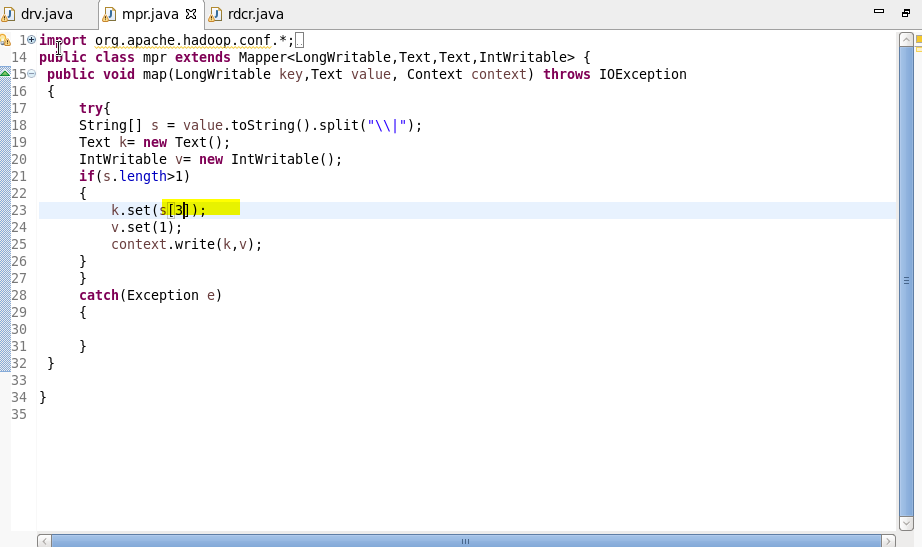 drv.java mpr.java rdcr.java
1 import org.apache.hadoop.conf.*;
14 public class mpr extends Mapper<LongWritable,Text,Text,IntWritable> {
15 public void map(LongWritable key,Text value, Context context) throws IOException
16 {
17 try{
18 String[] s = value.toString().split("\\|");
19 Text k= new Text();
20 IntWritable v= new IntWritable();
21 if(s.length>1)
22 {
23 k.set(s[3]);
24 v.set(1);
25 context.write(k,v);
26 }
27 }
28 catch(Exception e)
29 {
30
31 }
32 }
33
34 }
35